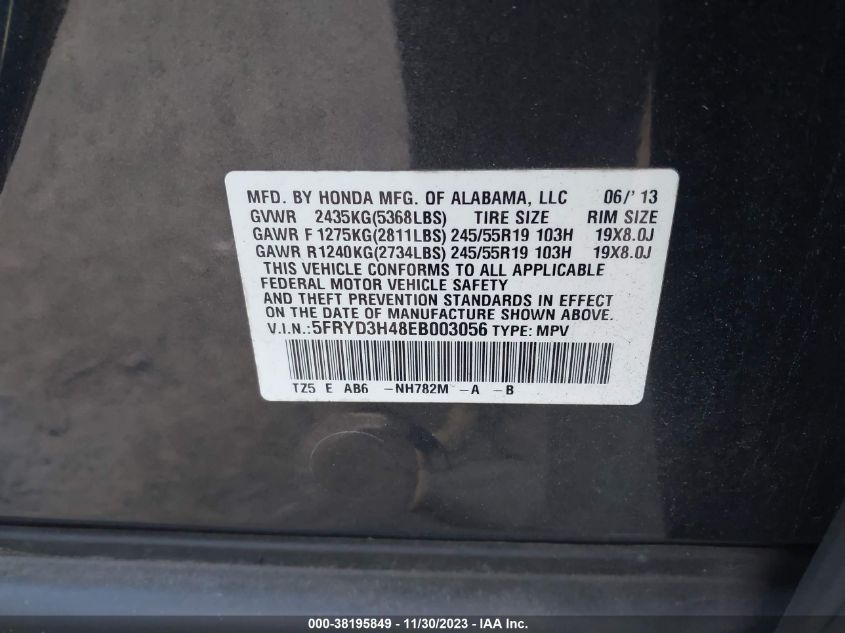 MFD. BY HONDA MFG. OF ALABAMA, LLC 06/' 13
GVWR 2435KG(5368LBS) TIRE SIZE RIM SIZE
GAWR F 1275KG(2811LBS) 245/55R19 103H 19X8.0J
GAWR R1240KG(2734LBS) 245/55R19 103H 19X8.0J
THIS VEHICLE CONFORMS TO ALL APPLICABLE
FEDERAL MOTOR VEHICLE SAFETY
AND THEFT PREVENTION STANDARDS IN EFFECT
ON THE DATE OF MANUFACTURE SHOWN ABOVE.
V.I.N.:5FRYD3H48EB003056 TYPE: MPV
TZ5 E AB6 -NH782M -A -B
000-38195849 - 11/30/2023 - IAA Inc.